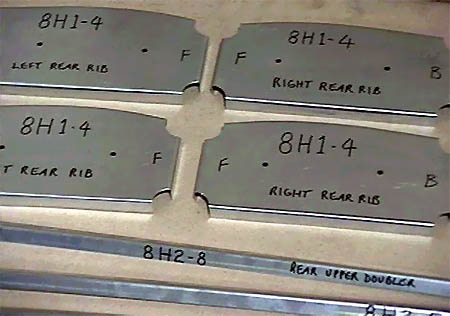 8H1-4
F
LEFT REAR RIB
8H1-4
F
B
RIGHT REAR RIB
8H1-4
F
T REAR RIB
8H1-4
F
B
RIGHT REAR RIB
8H2-8
REAR UPPER DOUBLER